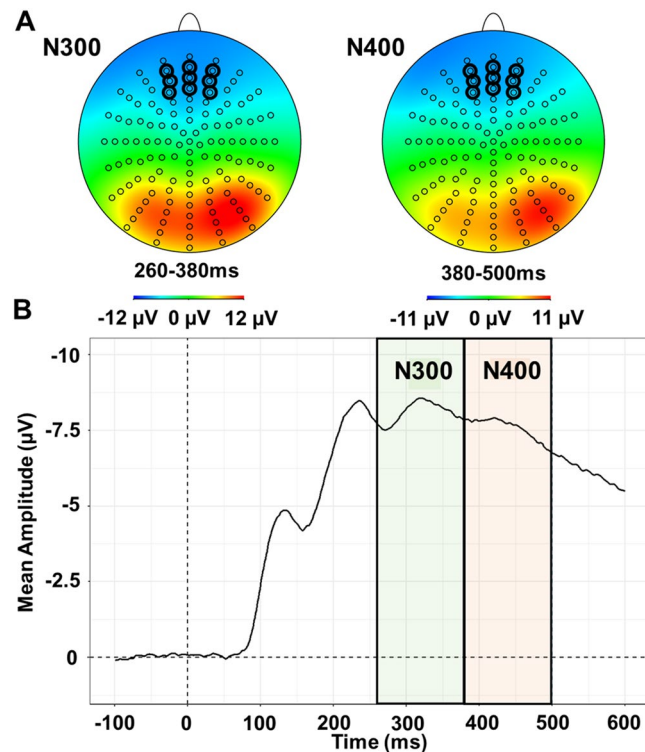 A
N300
N400
260-380ms
380-500ms
-12 µV 0 µV 12 µV
-11 µV 0 µV 11 µV
B
N300
N400
-10
-7.5
-5
-2.5
0
Mean Amplitude (µV)
-100 0 100 200 300 400 500 600
Time (ms)